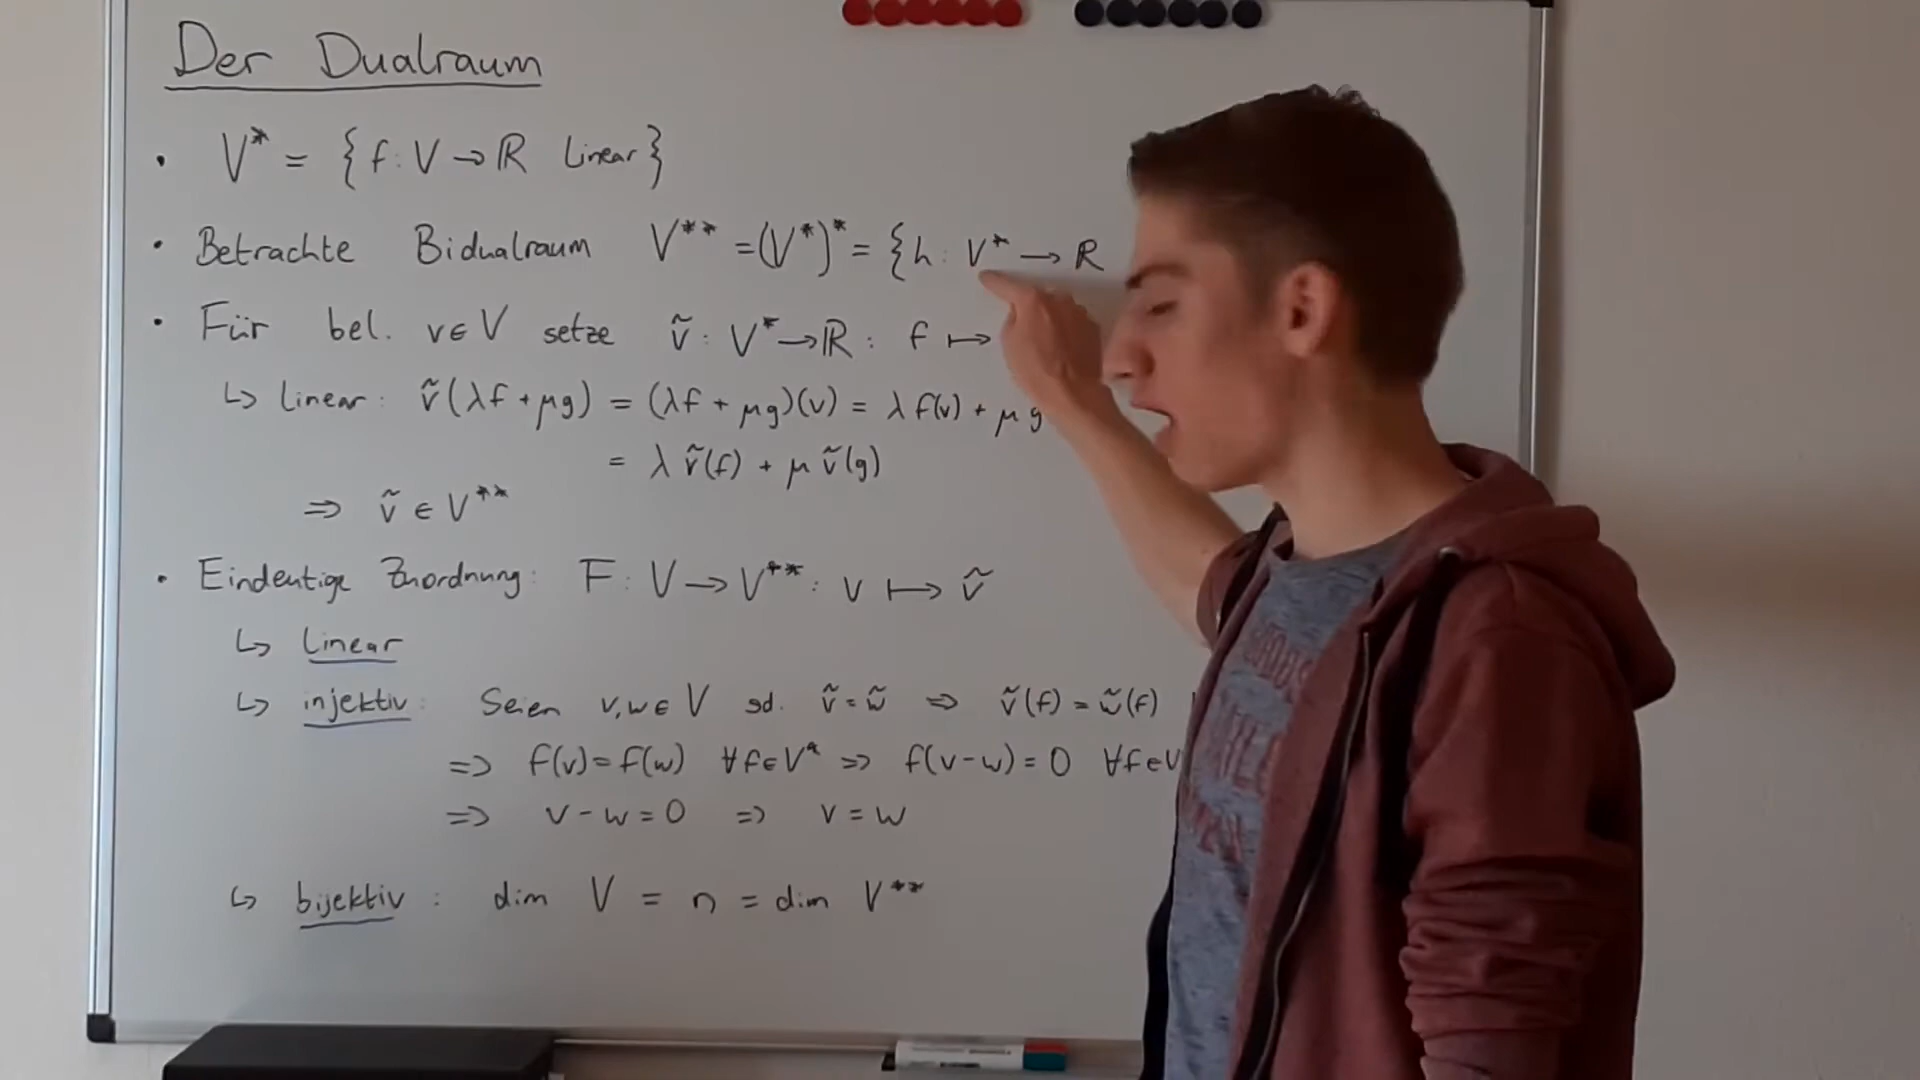 Der Dualraum
• V* = {f: V → ℝ linear}
• Betrachte Bidualraum V** = (V*)* = {h: V* → ℝ
• Für bel. v ∈ V setze ṽ: V* → ℝ: f ↦
↳ linear: ṽ(λf + μg) = (λf + μg)(v) = λ f(v) + μ g
= λ ṽ(f) + μ ṽ(g)
⇒ ṽ ∈ V**
• Eindeutige Zuordnung: F: V → V**: v ↦ ṽ
↳ linear
↳ injektiv: Seien v,w ∈ V sd. ṽ = w̃ ⇒ ṽ(f) = w̃(f)
⇒ f(v) = f(w) ∀f∈V* ⇒ f(v-w) = 0 ∀f∈V
⇒ v - w = 0 ⇒ v = w
↳ bijektiv: dim V = n = dim V**